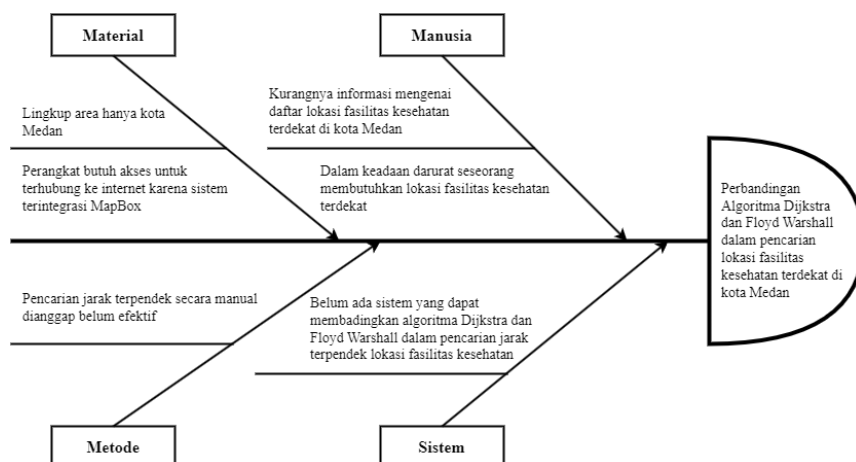 Material
Manusia
Lingkup area hanya kota
Medan
Kurangnya informasi mengenai
daftar lokasi fasilitas kesehatan
terdekat di kota Medan
Perangkat butuh akses untuk
terhubung ke internet karena sistem
terintegrasi MapBox
Dalam keadaan darurat seseorang
membutuhkan lokasi fasilitas kesehatan
terdekat
Perbandingan
Algoritma Dijkstra
dan Floyd Warshall
dalam pencarian
lokasi fasilitas
kesehatan terdekat di
kota Medan
Pencarian jarak terpendek secara manual
dianggap belum efektif
Belum ada sistem yang dapat
membadingkan algoritma Dijkstra dan
Floyd Warshall dalam pencarian jarak
terpendek lokasi fasilitas kesehatan
Metode
Sistem